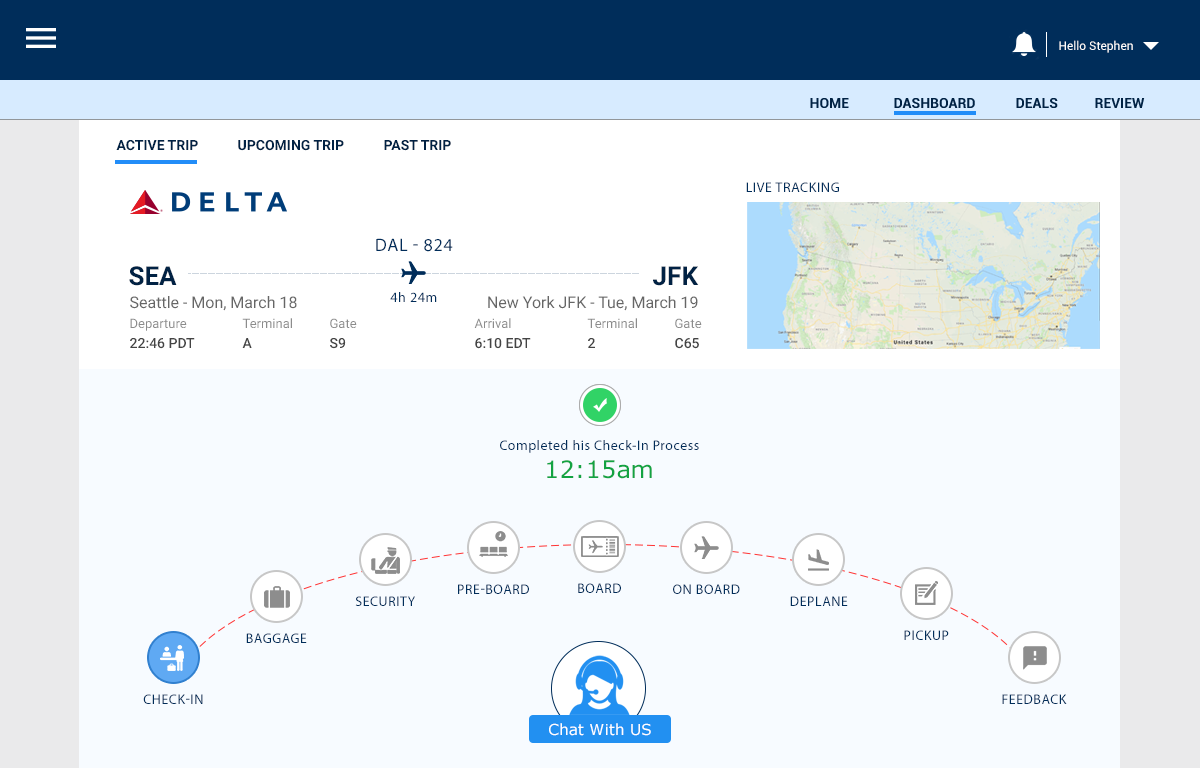 Hello Stephen
HOME DASHBOARD DEALS REVIEW
ACTIVE TRIP UPCOMING TRIP PAST TRIP
DELTA
LIVE TRACKING
DAL - 824
SEA JFK
4h 24m
Seattle - Mon, March 18 New York JFK - Tue, March 19
Departure Terminal Gate Arrival Terminal Gate
22:46 PDT A S9 6:10 EDT 2 C65
United States
Completed his Check-In Process
12:15am
CHECK-IN
BAGGAGE
SECURITY
PRE-BOARD
BOARD
ON BOARD
DEPLANE
PICKUP
FEEDBACK
Chat With US